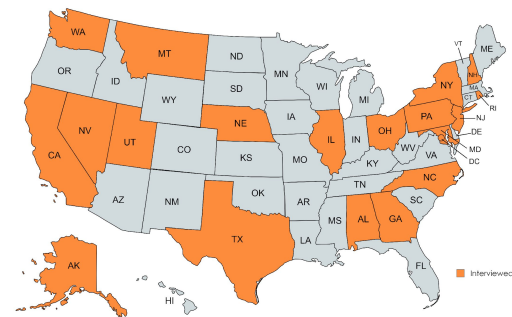 WA
MT
ND
MN
VT
ME
OR
ID
SD
WI
MI
NY
NH
MA
CT
RI
WY
NE
IA
PA
NJ
NV
UT
IL
IN
OH
DE
MD
DC
CA
CO
KS
MO
KY
WV
VA
NC
TN
AZ
NM
OK
AR
SC
MS
AL
GA
TX
LA
FL
AK
HI
Interviewed